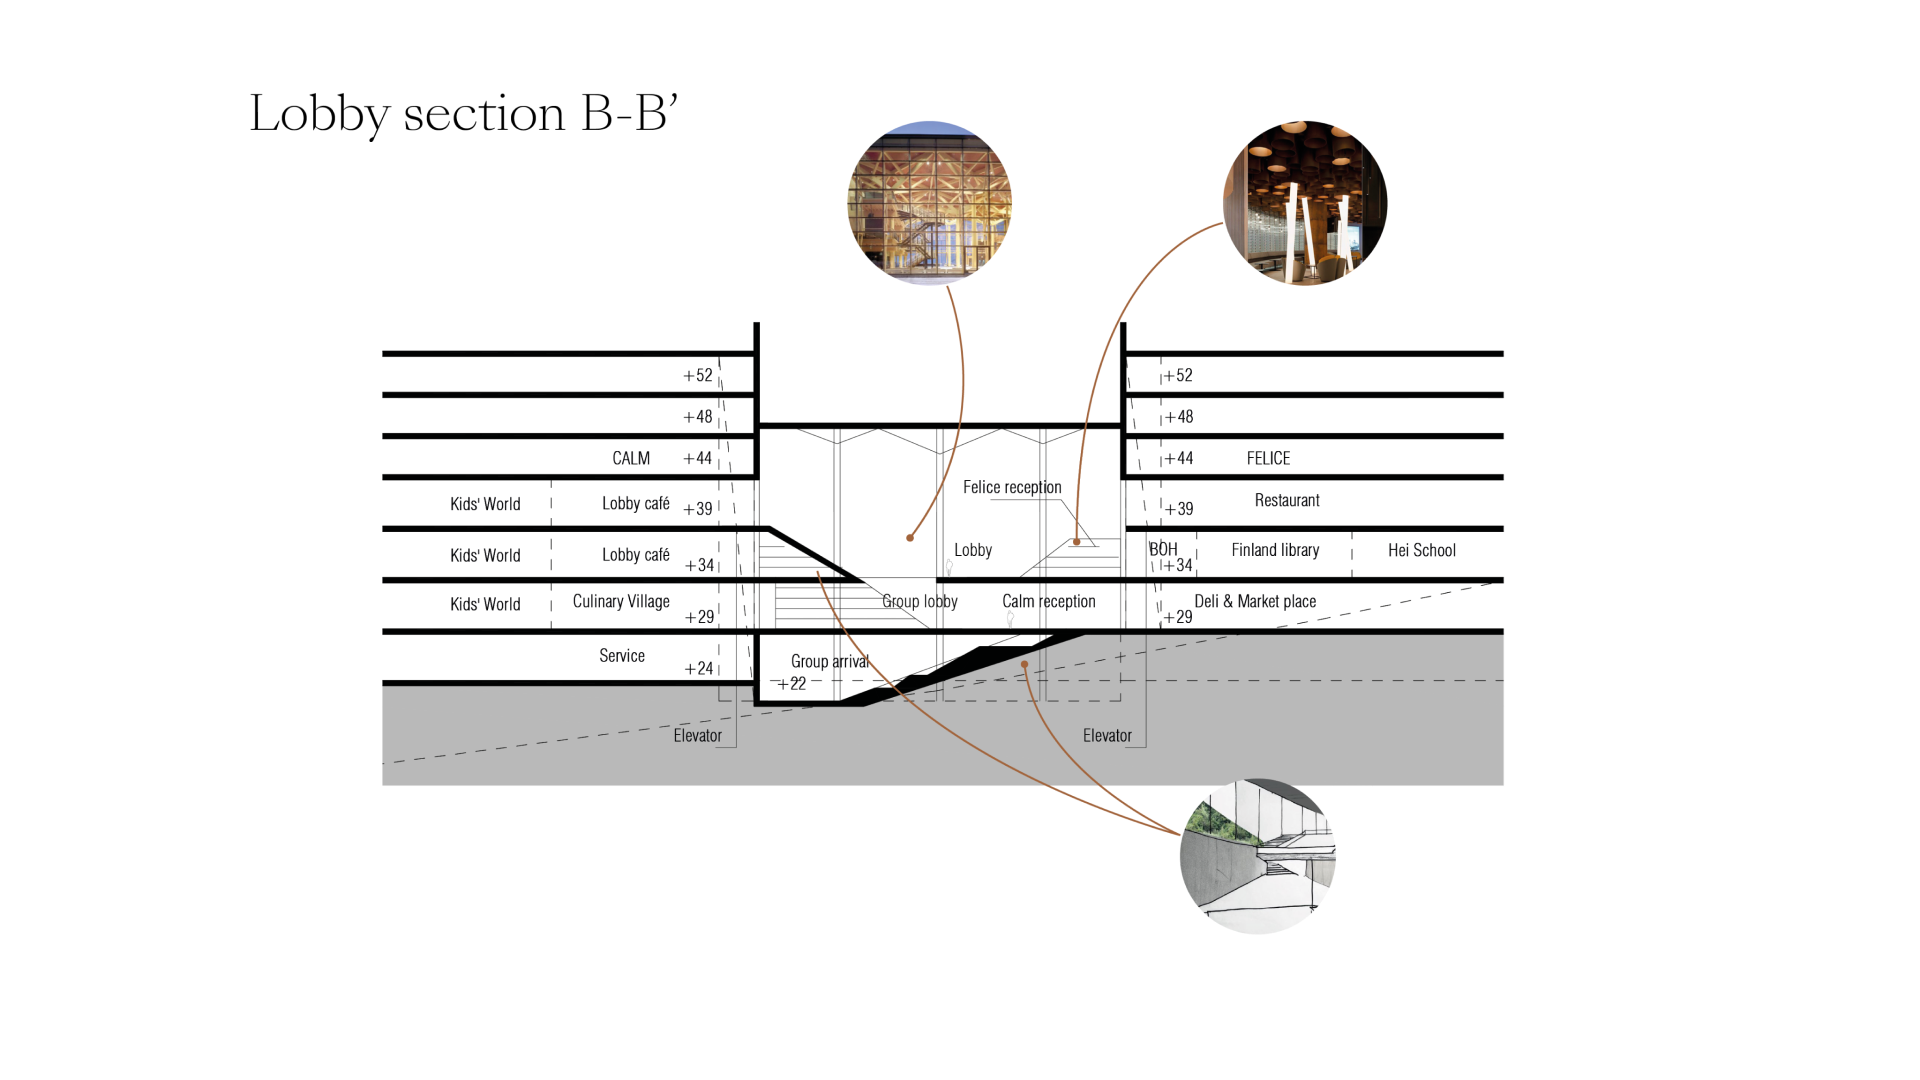 Lobby section B-B’
+52
+52
+48
+48
CALM +44
+44 FELICE
Felice reception
Kids' World Lobby café +39
+39 Restaurant
Kids' World Lobby café +34
Lobby
BOH +34 Finland library Hei School
Kids' World Culinary Village +29
Group lobby Calm reception
Deli & Market place
+29
Service +24
Group arrival
+22
Elevator
Elevator